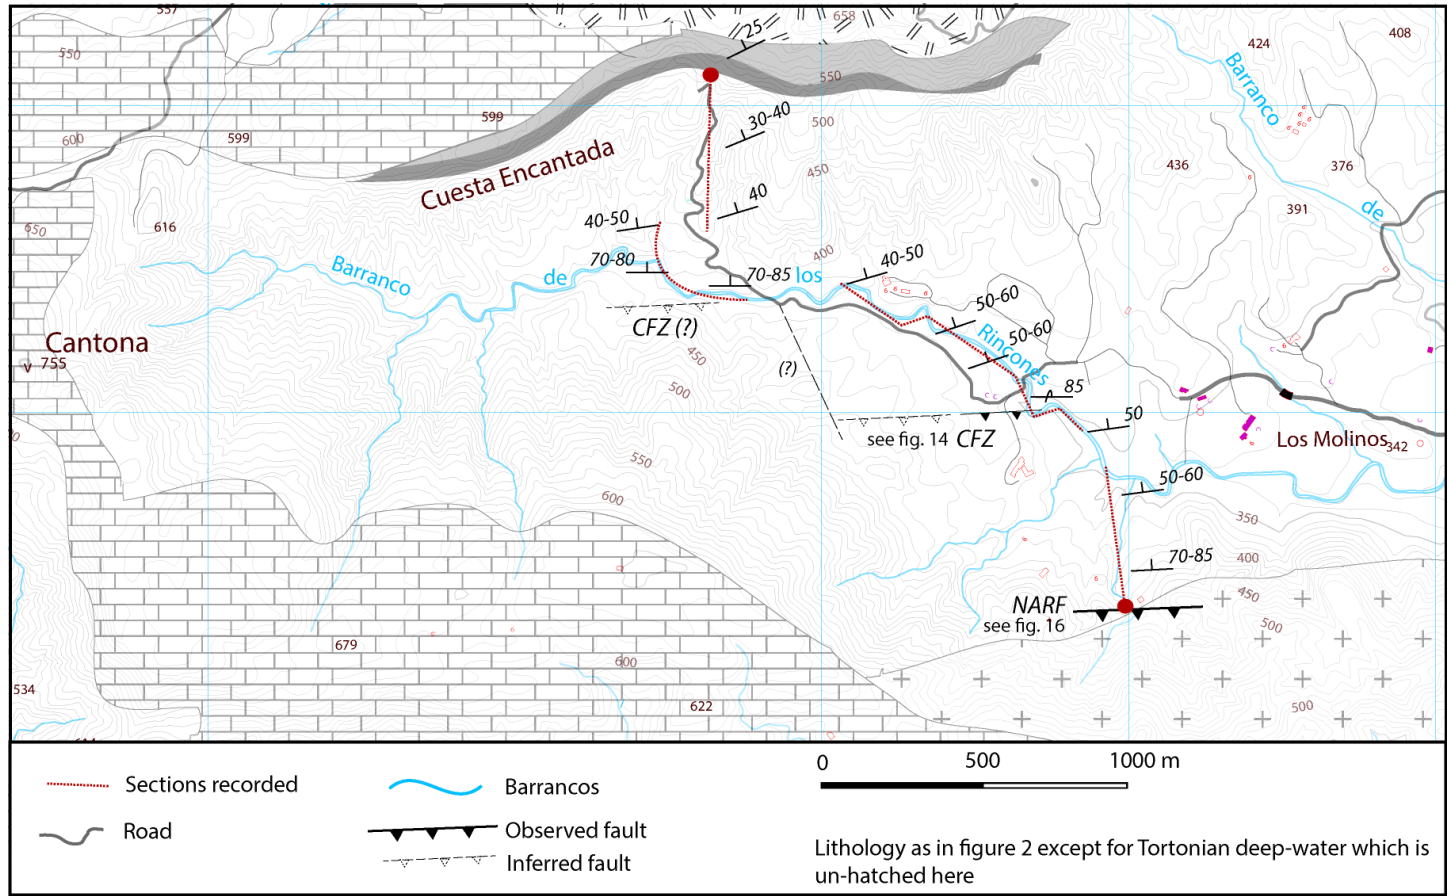 557
658
424
408
25
550
550
Barranco
599
30-40
500
600
599
436
376
450
Cuesta Encantada
40
391
de
650
616
40-50
400
40-50
70-80
70-85
los
Barranco
de
50-60
CFZ (?)
50-60
Rincones
Cantona
755
450
(?)
500
85
50
see fig. 14 CFZ
Los Molinos
342
550
50-60
600
350
400
70-85
450
NARF
see fig. 16
500
679
600
534
622
500
Sections recorded
Barrancos
0 500 1000 m
Road
Observed fault
Inferred fault
Lithology as in figure 2 except for Tortonian deep-water which is
un-hatched here